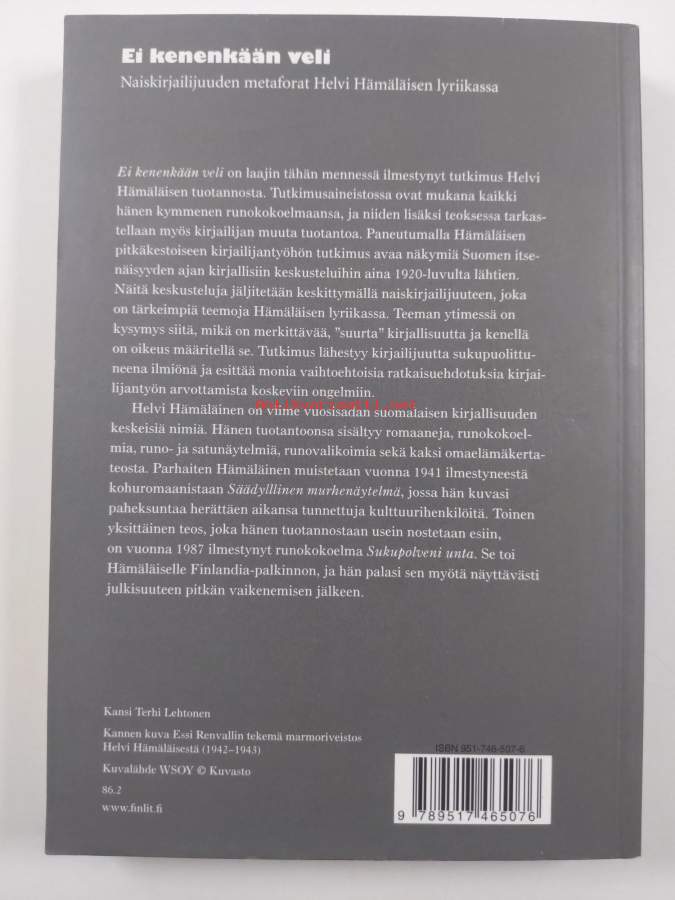 Ei kenenkään veli
Naiskirjailijuuden metaforat Helvi Hämäläisen lyriikassa
Ei kenenkään veli on laajin tähän mennessä ilmestynyt tutkimus Helvi
Hämäläisen tuotannosta. Tutkimusaineistossa ovat mukana kaikki
hänen kymmenen runokokoelmaansa, ja niiden lisäksi teoksessa tarkas-
tellaan myös kirjailijan muuta tuotantoa. Paneutumalla Hämäläisen
pitkäkestoiseen kirjailijantyöhön tutkimus avaa näkymiä Suomen itse-
näisyyden ajan kirjallisiin keskusteluihin aina 1920-luvulta lähtien.
Näitä keskusteluja jäljitetään keskittymällä naiskirjailijuuteen, joka
on tärkeimpiä teemoja Hämäläisen lyriikassa. Teeman ytimessä on
kysymys siitä, mikä on merkittävää, ”suurta” kirjallisuutta ja kenellä
on oikeus määritellä se. Tutkimus lähestyy kirjailijuutta sukupuolittu-
neena ilmiönä ja esittää monia vaihtoehtoisia ratkaisuehdotuksia kirjai-
lijantyön arvottamista koskeviin ongelmiin.
Antikvariaatti.net
Helvi Hämäläinen on viime vuosisadan suomalaisen kirjallisuuden
keskeisiä nimiä. Hänen tuotantoonsa sisältyy romaaneja, runokokoel-
mia, runo- ja satunäytelmiä, runovalikoimia sekä kaksi omaelämäkerta-
teosta. Parhaiten Hämäläinen muistetaan vuonna 1941 ilmestyneestä
kohuromaanistaan Säädylllinen murhenäytelmä, jossa hän kuvasi
paheksuntaa herättäen aikansa tunnettuja kulttuurihenkilöitä. Toinen
yksittäinen teos, joka hänen tuotannostaan usein nostetaan esiin,
on vuonna 1987 ilmestynyt runokokoelma Sukupolveni unta. Se toi
Hämäläiselle Finlandia-palkinnon, ja hän palasi sen myötä näyttävästi
julkisuuteen pitkän vaikenemisen jälkeen.
Kansi Terhi Lehtonen
Kannen kuva Essi Renvallin tekemä marmoriveistos
Helvi Hämäläisestä (1942–1943)
Kuvalähde WSOY © Kuvasto
86.2
www.finlit.fi
ISBN 951-746-507-6
9 789517 465076